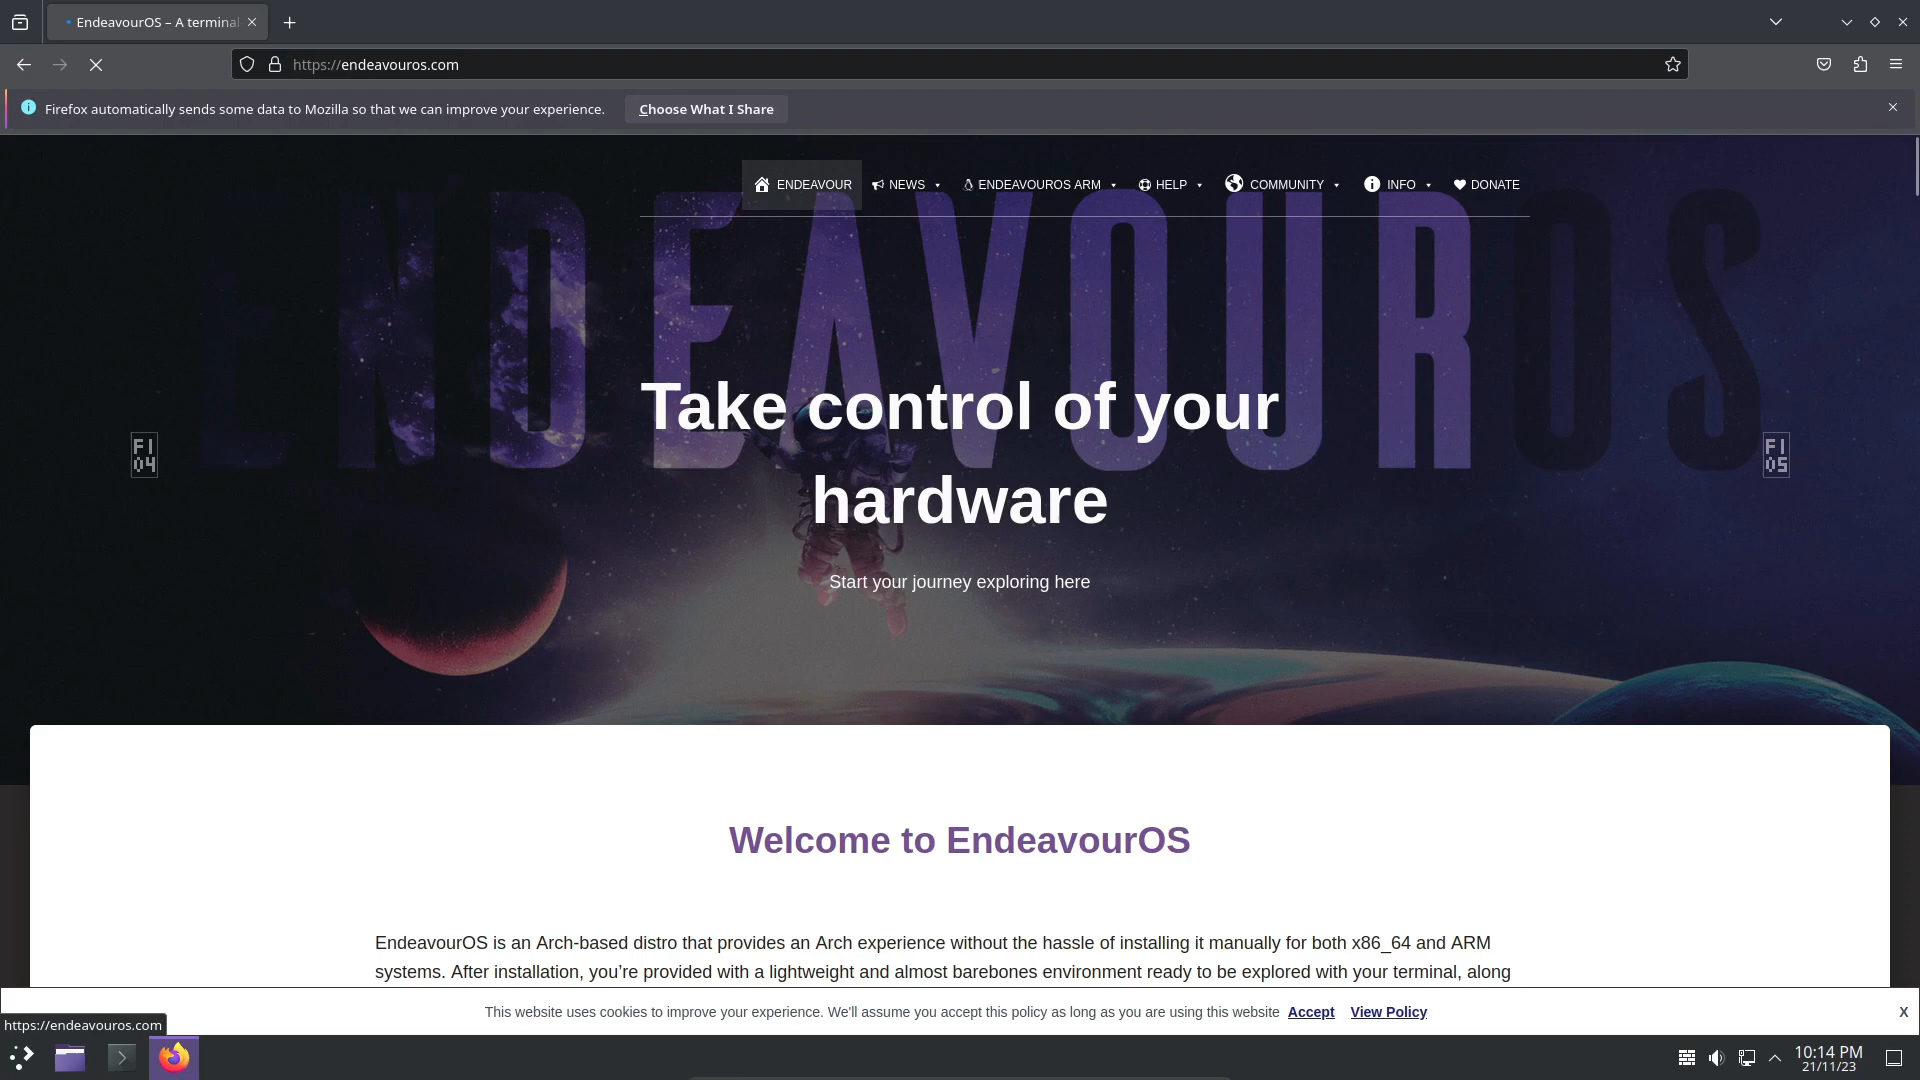 EndeavourOS – A terminal
https://endeavouros.com
Firefox automatically sends some data to Mozilla so that we can improve your experience. Choose What I Share
ENDEAVOUR NEWS ENDEAVOUROS ARM HELP COMMUNITY INFO DONATE
ENDEAVOUROS
Take control of your
hardware
F1
04
F1
05
Start your journey exploring here
Welcome to EndeavourOS
EndeavourOS is an Arch-based distro that provides an Arch experience without the hassle of installing it manually for both x86_64 and ARM
systems. After installation, you’re provided with a lightweight and almost barebones environment ready to be explored with your terminal, along
This website uses cookies to improve your experience. We'll assume you accept this policy as long as you are using this website Accept View Policy X
https://endeavouros.com
10:14 PM
21/11/23